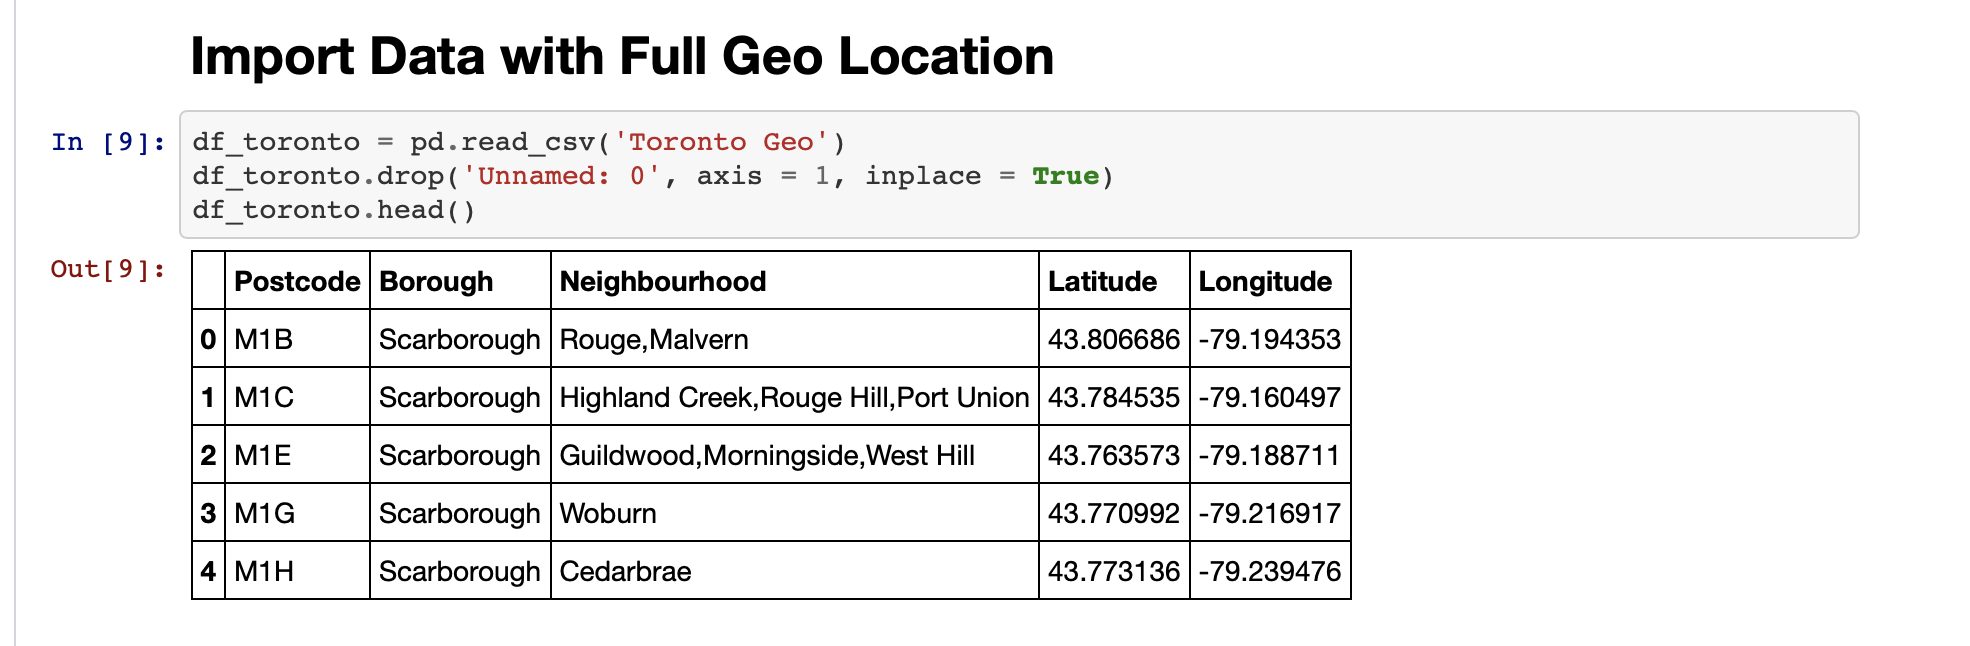 Import Data with Full Geo Location
In [9]: df_toronto = pd.read_csv('Toronto Geo')
df_toronto.drop('Unnamed: 0', axis = 1, inplace = True)
df_toronto.head()
Out[9]:
Postcode Borough Neighbourhood Latitude Longitude
0 M1B Scarborough Rouge,Malvern 43.806686 -79.194353
1 M1C Scarborough Highland Creek,Rouge Hill,Port Union 43.784535 -79.160497
2 M1E Scarborough Guildwood,Morningside,West Hill 43.763573 -79.188711
3 M1G Scarborough Woburn 43.770992 -79.216917
4 M1H Scarborough Cedarbrae 43.773136 -79.239476